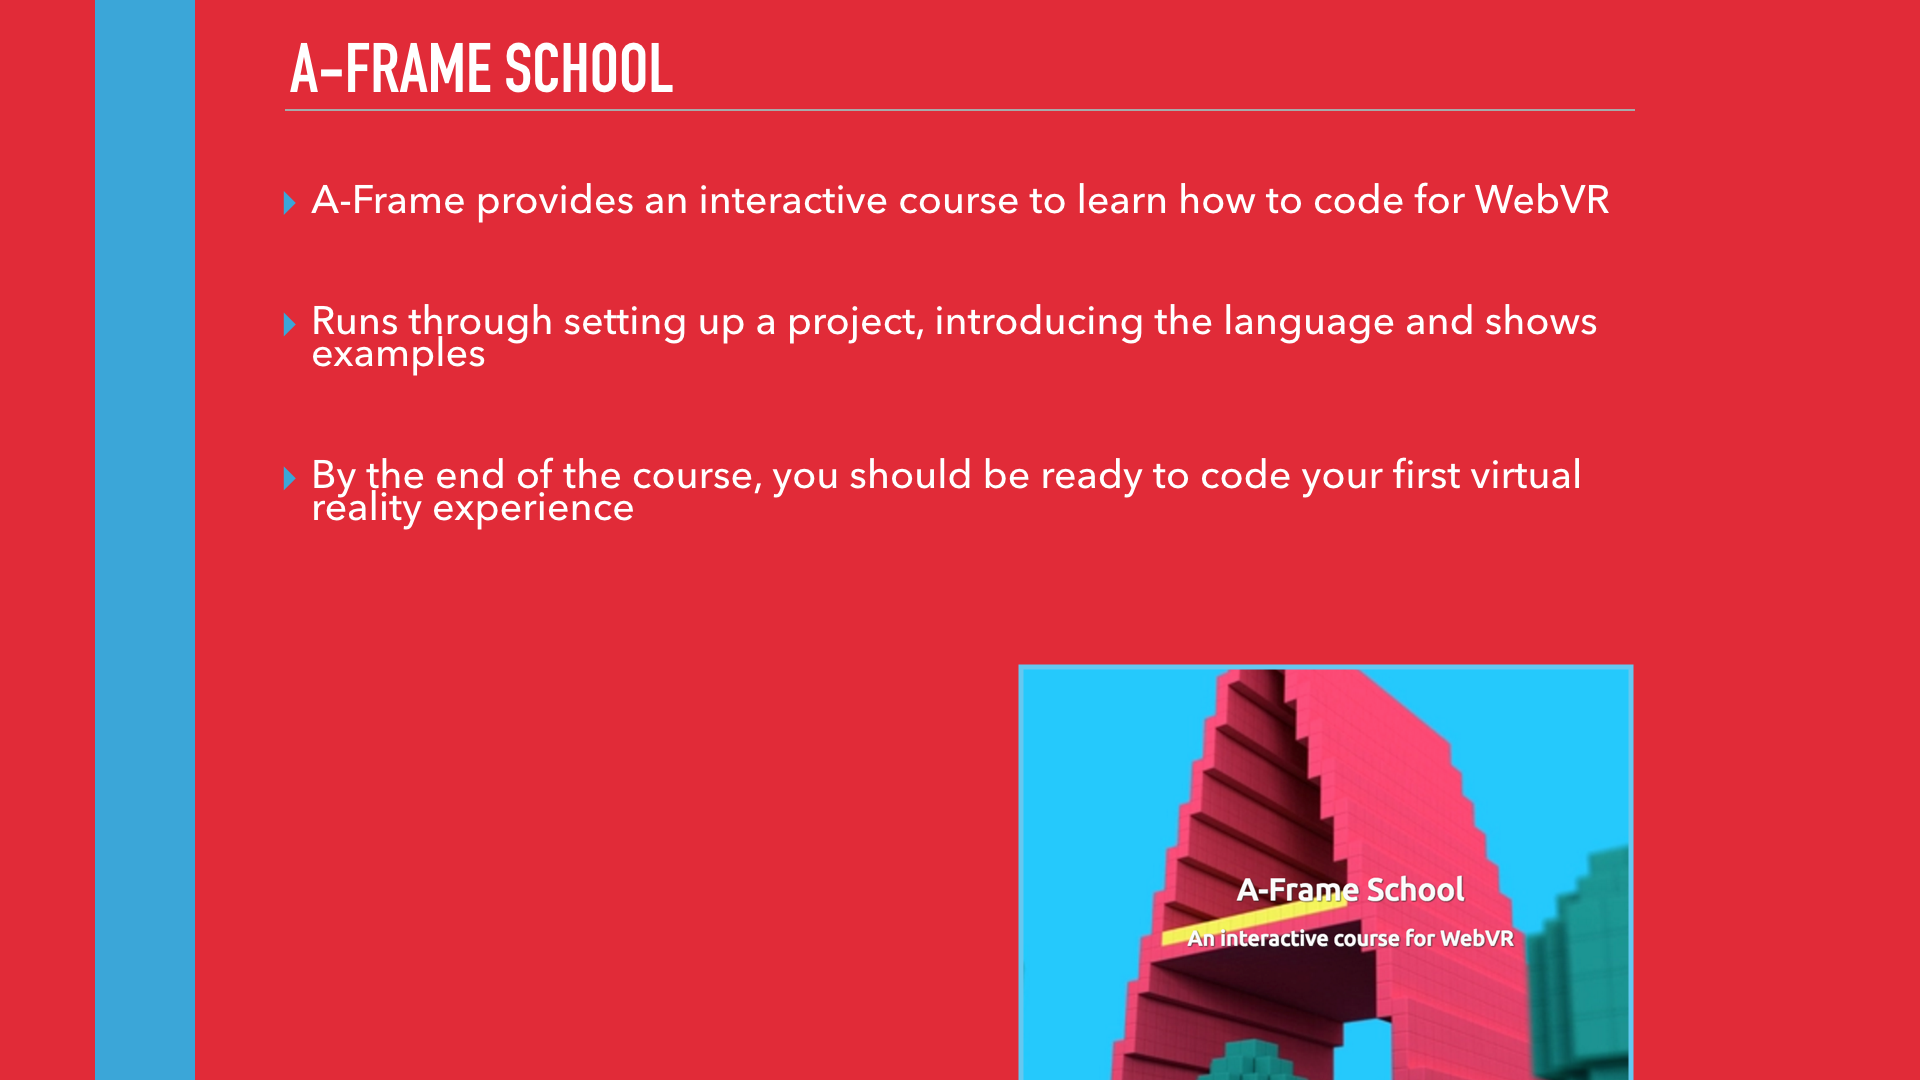 A-FRAME SCHOOL
A-Frame provides an interactive course to learn how to code for WebVR
Runs through setting up a project, introducing the language and shows
examples
By the end of the course, you should be ready to code your first virtual
reality experience
A-Frame School
An interactive course for WebVR